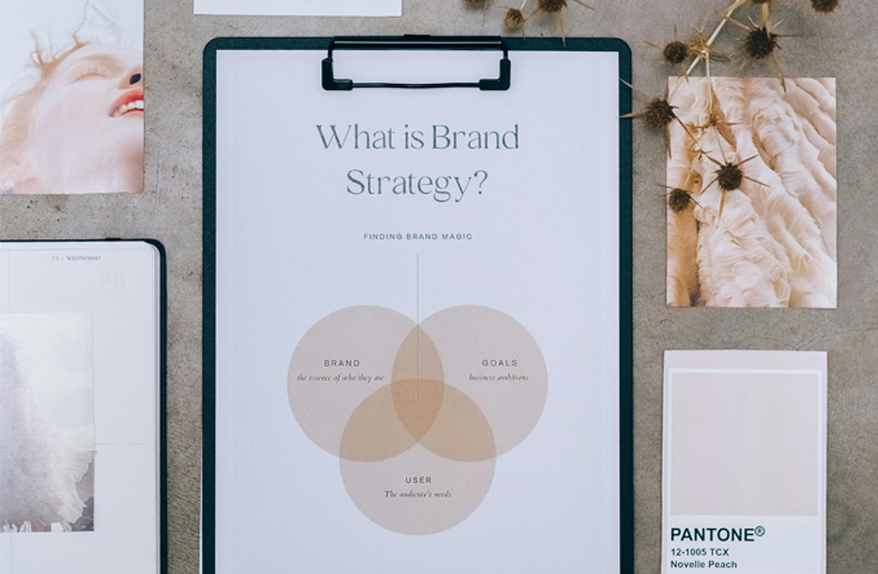 What is Brand
Strategy?
FINDING BRAND MAGIC
BRAND
the essence of who they are
GOALS
business ambitions
USER
The audience's needs
WEDNESDAY
PANTONE®
12-1005 TCX
Novelle Peach